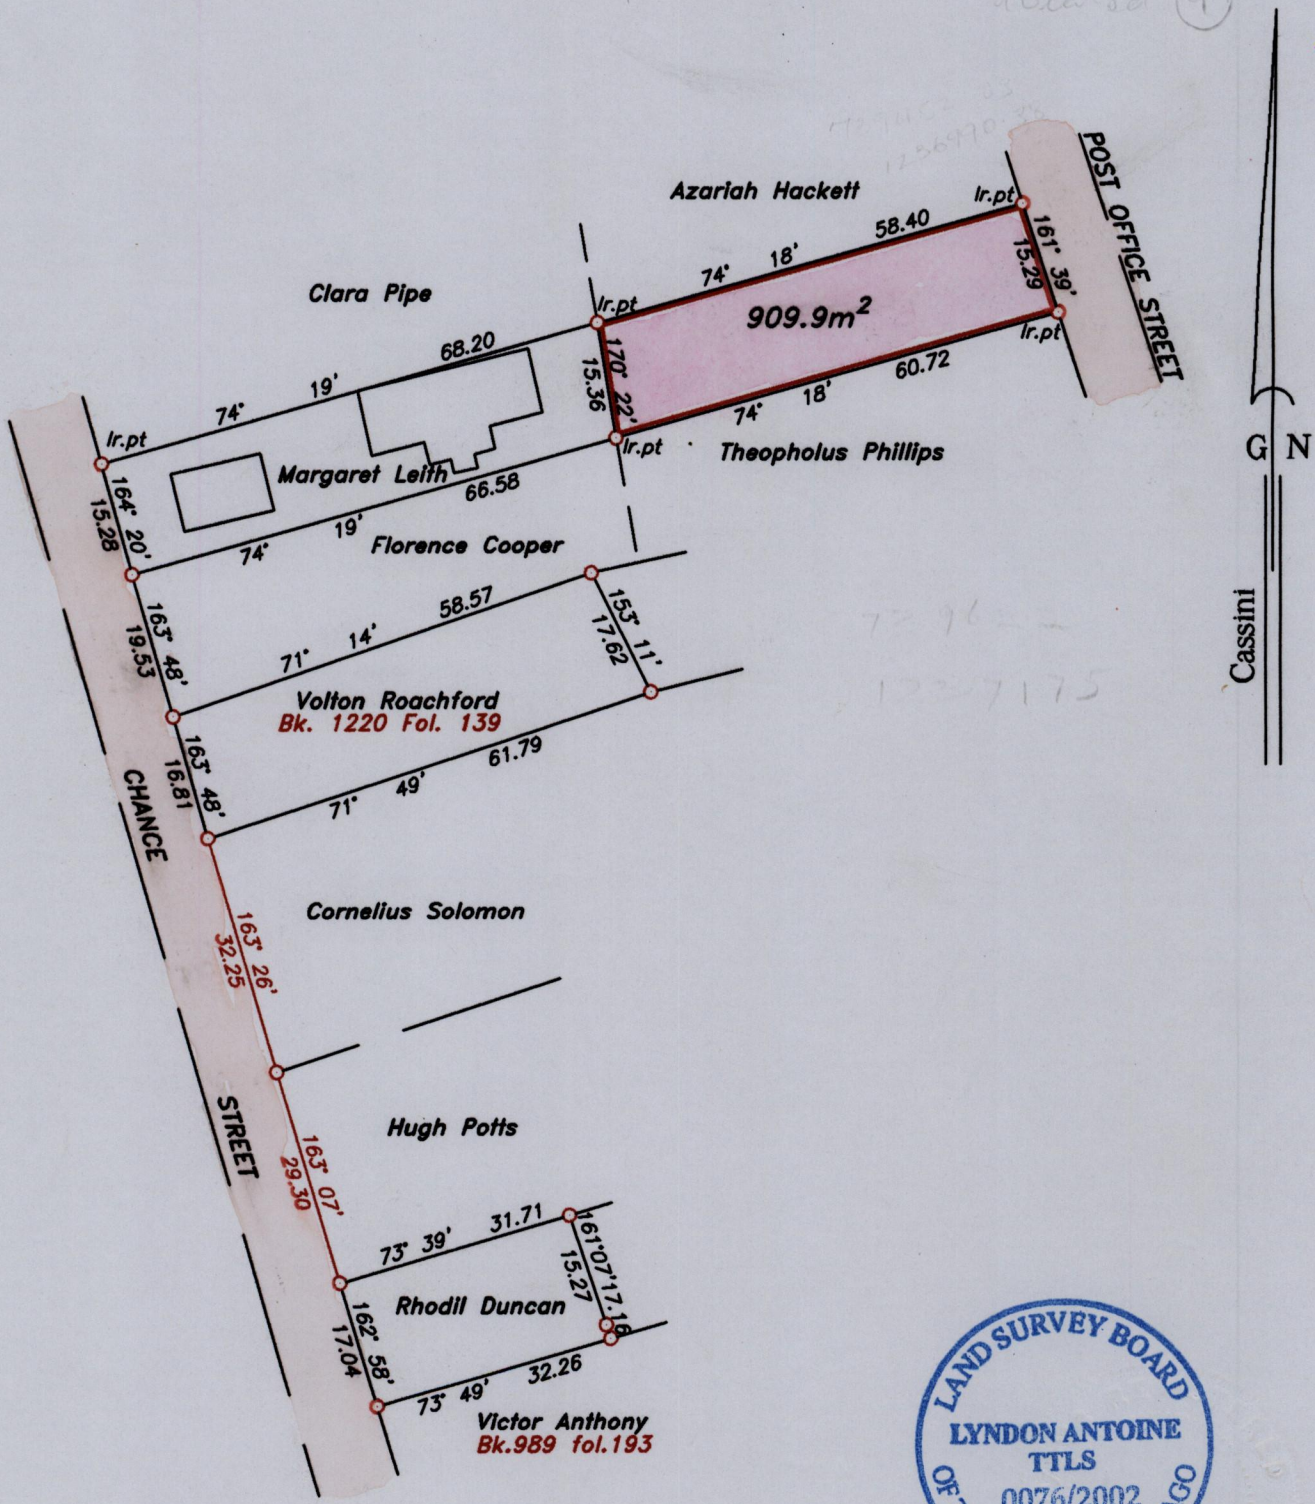 POST OFFICE STREET
Azariah Hackett
Ir.pt
58.40
74° 18'
161° 39'
15.29
Clara Pipe
Ir.pt
909.9m²
Ir.pt
68.20
74° 19'
170° 22'
15.36
60.72
74° 18'
Ir.pt
Ir.pt
Theopholus Phillips
G N
Margaret Leith
66.58
74° 19'
164° 20'
15.28
Florence Cooper
Cassini
58.57
71° 14'
153° 11'
17.62
163° 48'
19.53
Volton Roachford
Bk. 1220 Fol. 139
61.79
71° 49'
163° 48'
16.81
CHANCE
Cornelius Solomon
163° 26'
32.25
STREET
Hugh Potts
163° 07'
29.30
31.71
73° 39'
161°07'17.16
15.27
Rhodil Duncan
162° 58'
17.04
32.26
73° 49'
Victor Anthony
Bk.989 fol.193
LAND SURVEY BOARD
LYNDON ANTOINE
TTLS
0076/2002